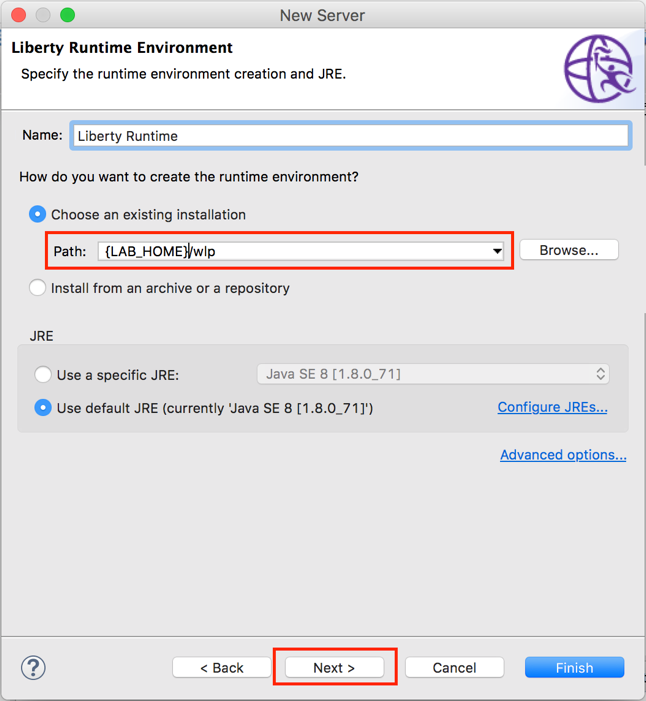 New Server
Liberty Runtime Environment
Specify the runtime environment creation and JRE.
Name: Liberty Runtime
How do you want to create the runtime environment?
Choose an existing installation
Path: {LAB_HOME}/wlp Browse...
Install from an archive or a repository
JRE
Use a specific JRE: Java SE 8 [1.8.0_71]
Use default JRE (currently 'Java SE 8 [1.8.0_71]') Configure JREs...
Advanced options...
? < Back Next > Cancel Finish